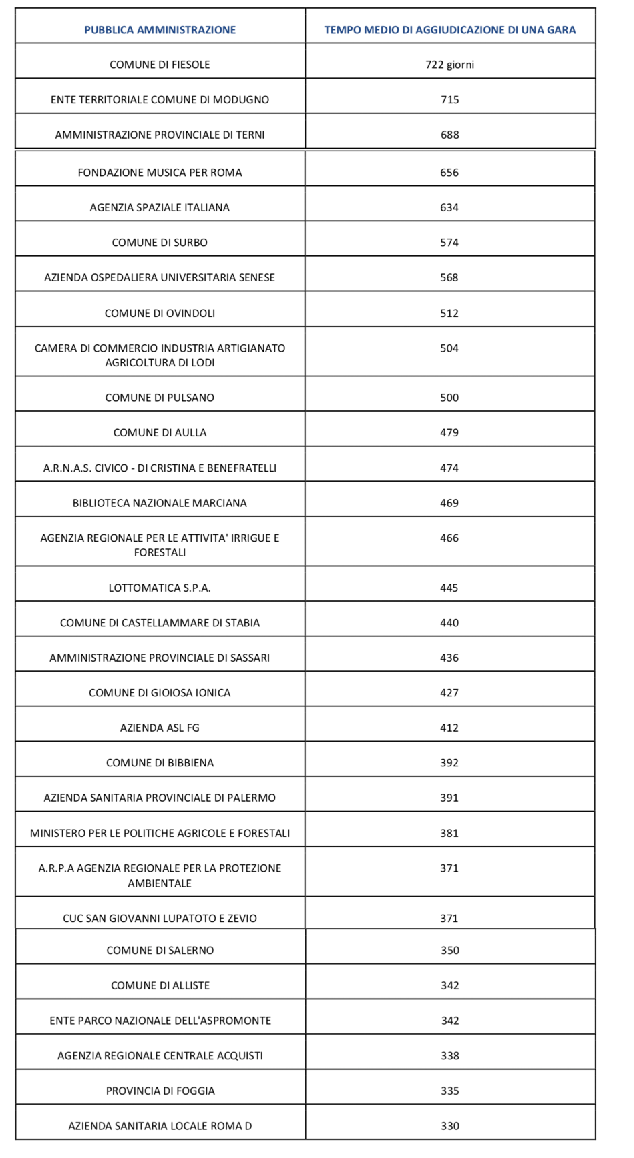 PUBBLICA AMMINISTRAZIONE TEMPO MEDIO DI AGGIUDICAZIONE DI UNA GARA
COMUNE DI FIESOLE 722 giorni
ENTE TERRITORIALE COMUNE DI MODUGNO 715
AMMINISTRAZIONE PROVINCIALE DI TERNI 688
FONDAZIONE MUSICA PER ROMA 656
AGENZIA SPAZIALE ITALIANA 634
COMUNE DI SURBO 574
AZIENDA OSPEDALIERA UNIVERSITARIA SENESE 568
COMUNE DI OVINDOLI 512
CAMERA DI COMMERCIO INDUSTRIA ARTIGIANATO 504
AGRICOLTURA DI LODI
COMUNE DI PULSANO 500
COMUNE DI AULLA 479
A.R.N.A.S. CIVICO - DI CRISTINA E BENEFRATELLI 474
BIBLIOTECA NAZIONALE MARCIANA 469
AGENZIA REGIONALE PER LE ATTIVITA' IRRIGUE E 466
FORESTALI
LOTTOMATICA S.P.A. 445
COMUNE DI CASTELLAMMARE DI STABIA 440
AMMINISTRAZIONE PROVINCIALE DI SASSARI 436
COMUNE DI GIOIOSA IONICA 427
AZIENDA ASL FG 412
COMUNE DI BIBBIENA 392
AZIENDA SANITARIA PROVINCIALE DI PALERMO 391
MINISTERO PER LE POLITICHE AGRICOLE E FORESTALI 381
A.R.P.A AGENZIA REGIONALE PER LA PROTEZIONE 371
AMBIENTALE
CUC SAN GIOVANNI LUPATOTO E ZEVIO 371
COMUNE DI SALERNO 350
COMUNE DI ALLISTE 342
ENTE PARCO NAZIONALE DELL'ASPROMONTE 342
AGENZIA REGIONALE CENTRALE ACQUISTI 338
PROVINCIA DI FOGGIA 335
AZIENDA SANITARIA LOCALE ROMA D 330